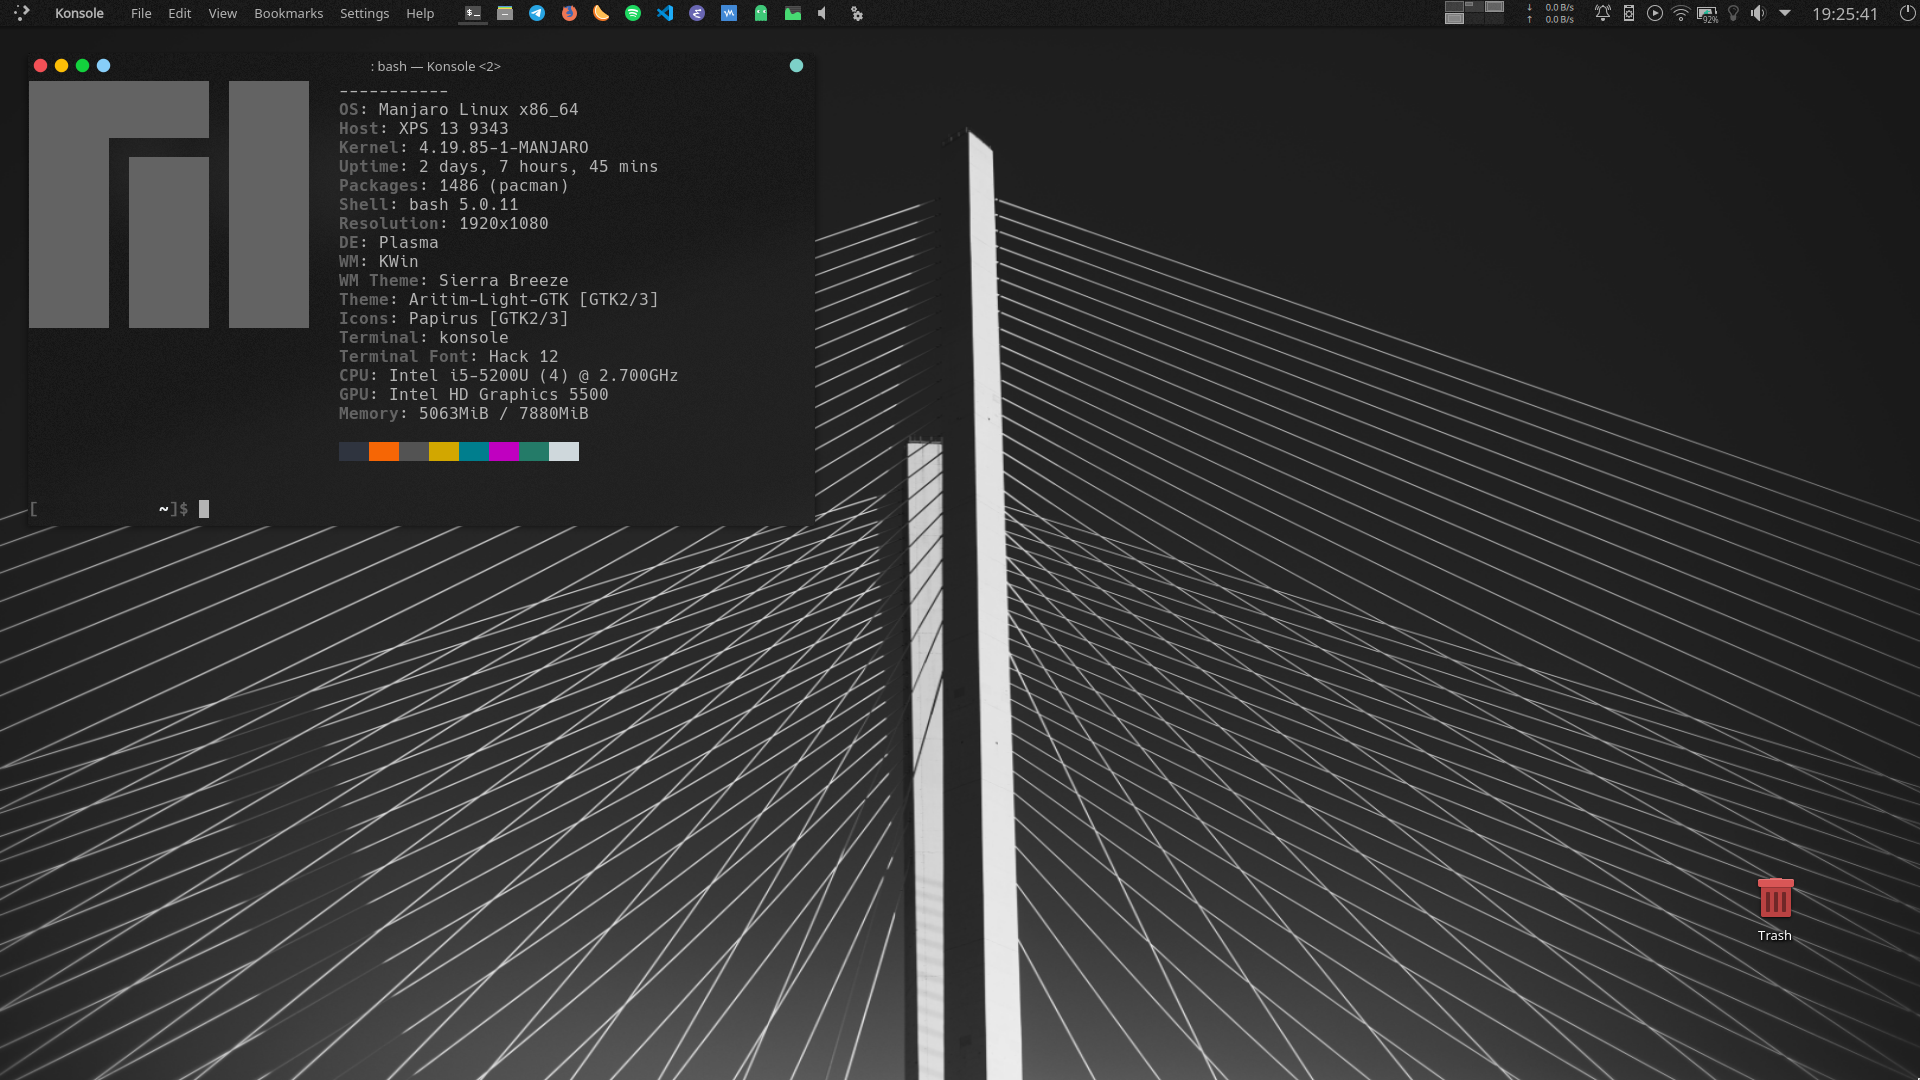 Konsole File Edit View Bookmarks Settings Help
↓ 0.0 B/s
↑ 0.0 B/s
92%
19:25:41
: bash — Konsole <2>
-----------
OS: Manjaro Linux x86_64
Host: XPS 13 9343
Kernel: 4.19.85-1-MANJARO
Uptime: 2 days, 7 hours, 45 mins
Packages: 1486 (pacman)
Shell: bash 5.0.11
Resolution: 1920x1080
DE: Plasma
WM: KWin
WM Theme: Sierra Breeze
Theme: Aritim-Light-GTK [GTK2/3]
Icons: Papirus [GTK2/3]
Terminal: konsole
Terminal Font: Hack 12
CPU: Intel i5-5200U (4) @ 2.700GHz
GPU: Intel HD Graphics 5500
Memory: 5063MiB / 7880MiB
[ ~]$
Trash